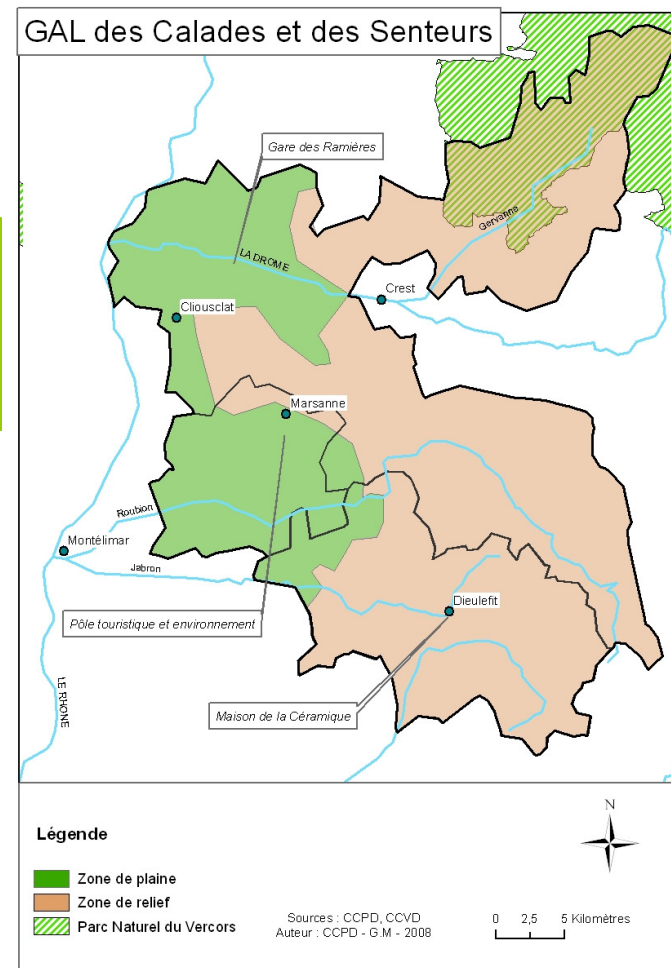 GAL des Calades et des Senteurs
Gare des Ramières
Gervanne
LA DROME
Crest
Cliousclat
Marsanne
Roubion
Montélimar
Jabron
Dieulefit
Pôle touristique et environnement
LE RHONE
Maison de la Céramique
N
Légende
Zone de plaine
Zone de relief
Parc Naturel du Vercors
Sources : CCPD, CCVD
Auteur : CCPD - G.M - 2008
0 2,5 5 Kilomètres